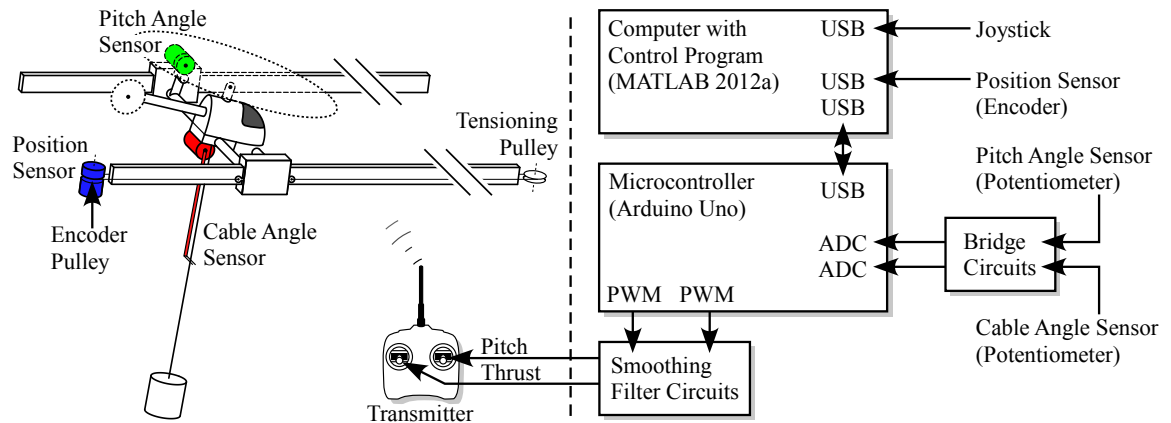 Pitch Angle
Sensor
Position
Sensor
Encoder
Pulley
Cable Angle
Sensor
Tensioning
Pulley
Pitch
Thrust
Transmitter
Computer with
Control Program
(MATLAB 2012a)
USB
USB
USB
Joystick
Position Sensor
(Encoder)
Microcontroller
(Arduino Uno)
USB
ADC
ADC
PWM PWM
Bridge
Circuits
Pitch Angle Sensor
(Potentiometer)
Cable Angle Sensor
(Potentiometer)
Smoothing
Filter Circuits